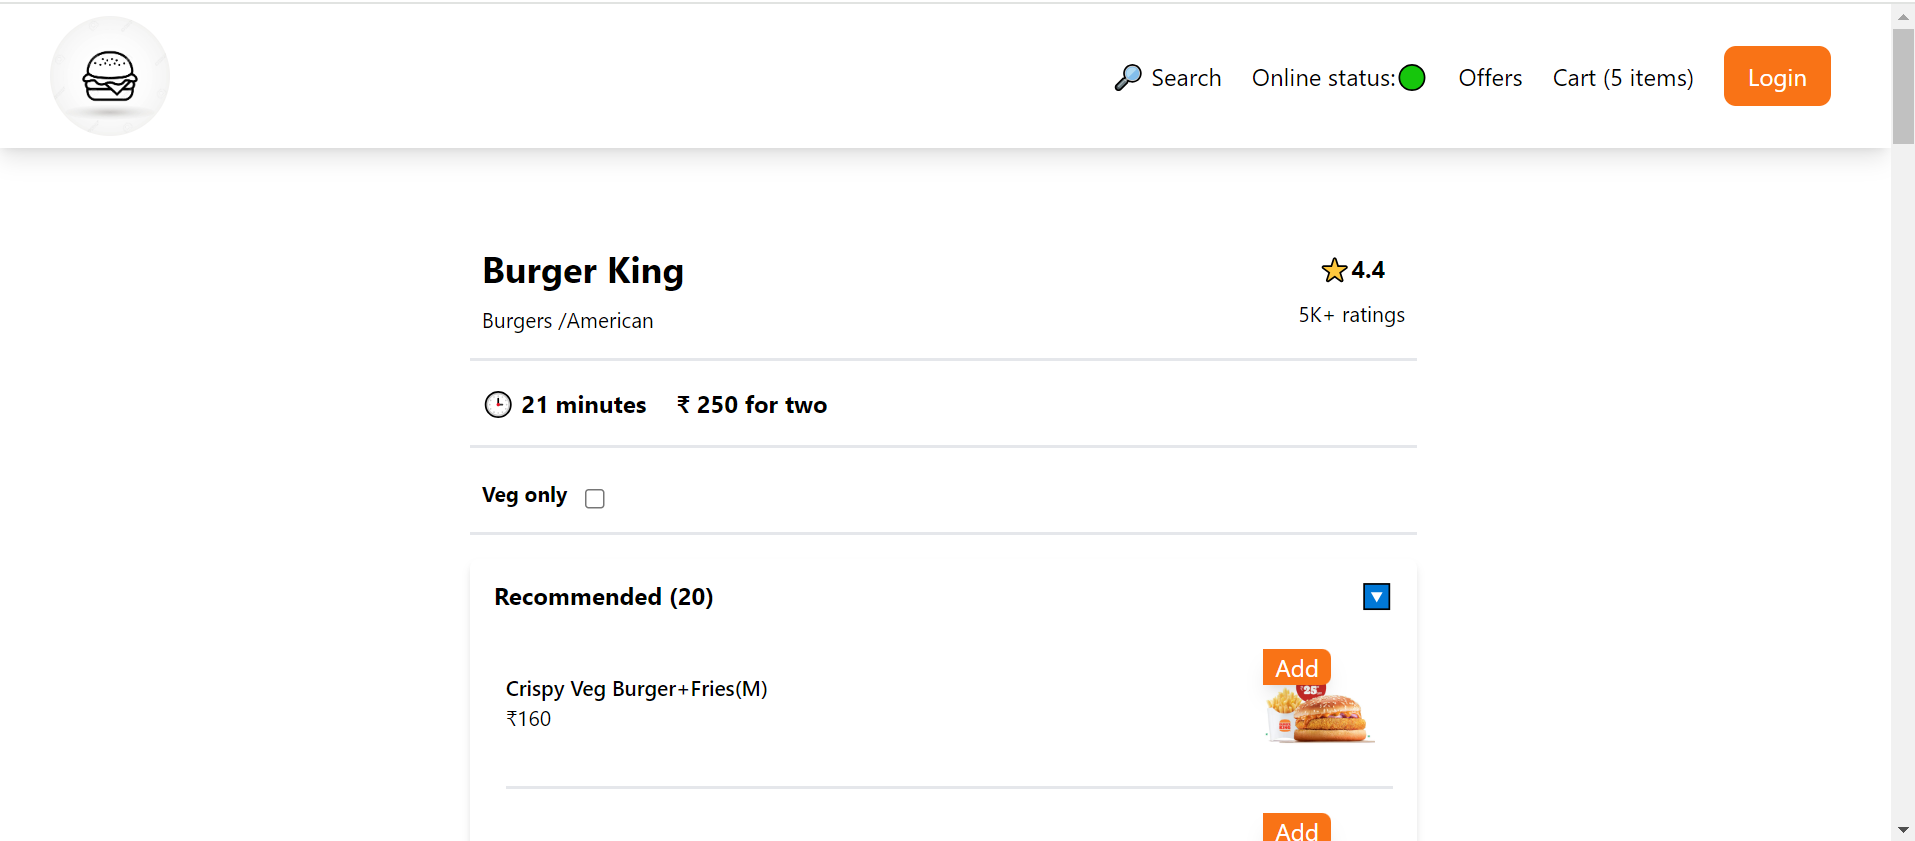 🔎 Search Online status:🟢 Offers Cart (5 items) Login
Burger King
⭐4.4
Burgers /American
5K+ ratings
🕒 21 minutes ₹ 250 for two
Veg only
Recommended (20)
Add
25
Crispy Veg Burger+Fries(M)
₹160
Add